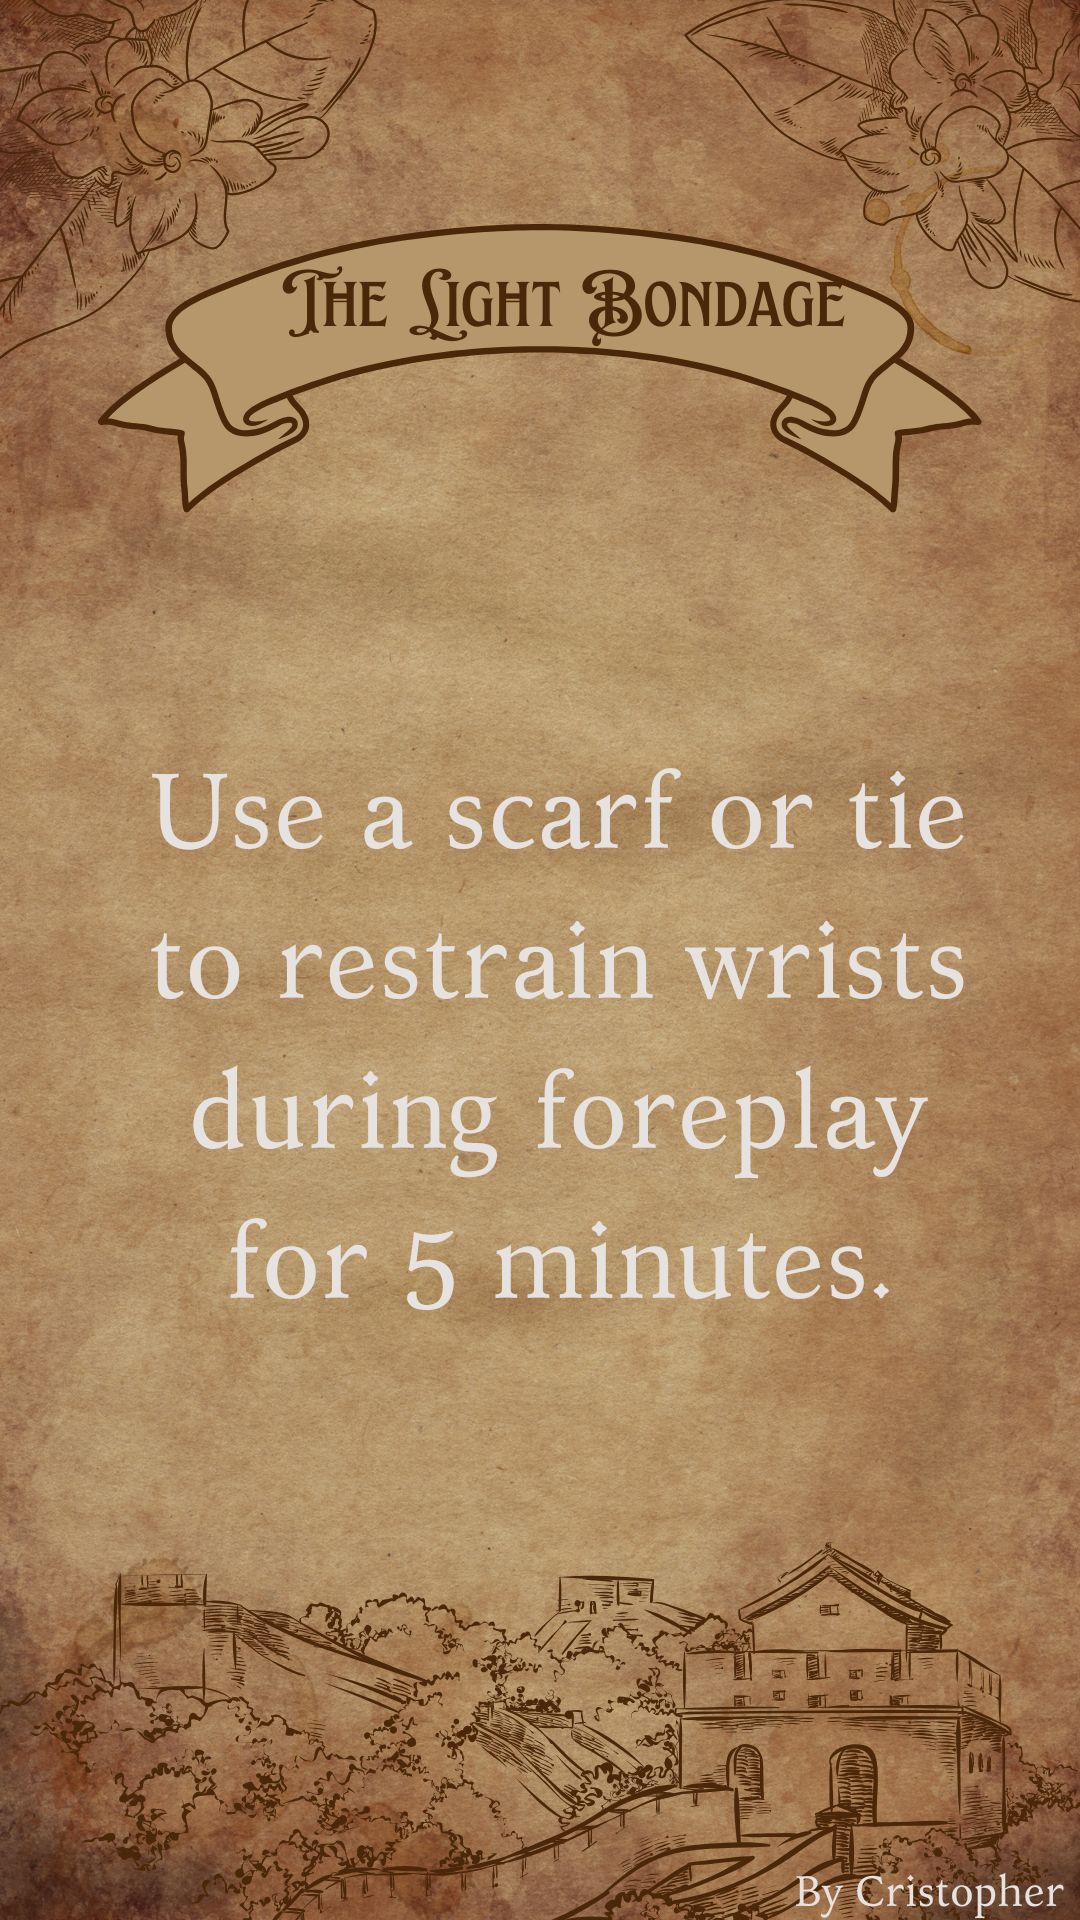 The Light Bondage
Use a scarf or tie
to restrain wrists
during foreplay
for 5 minutes.
By Cristopher